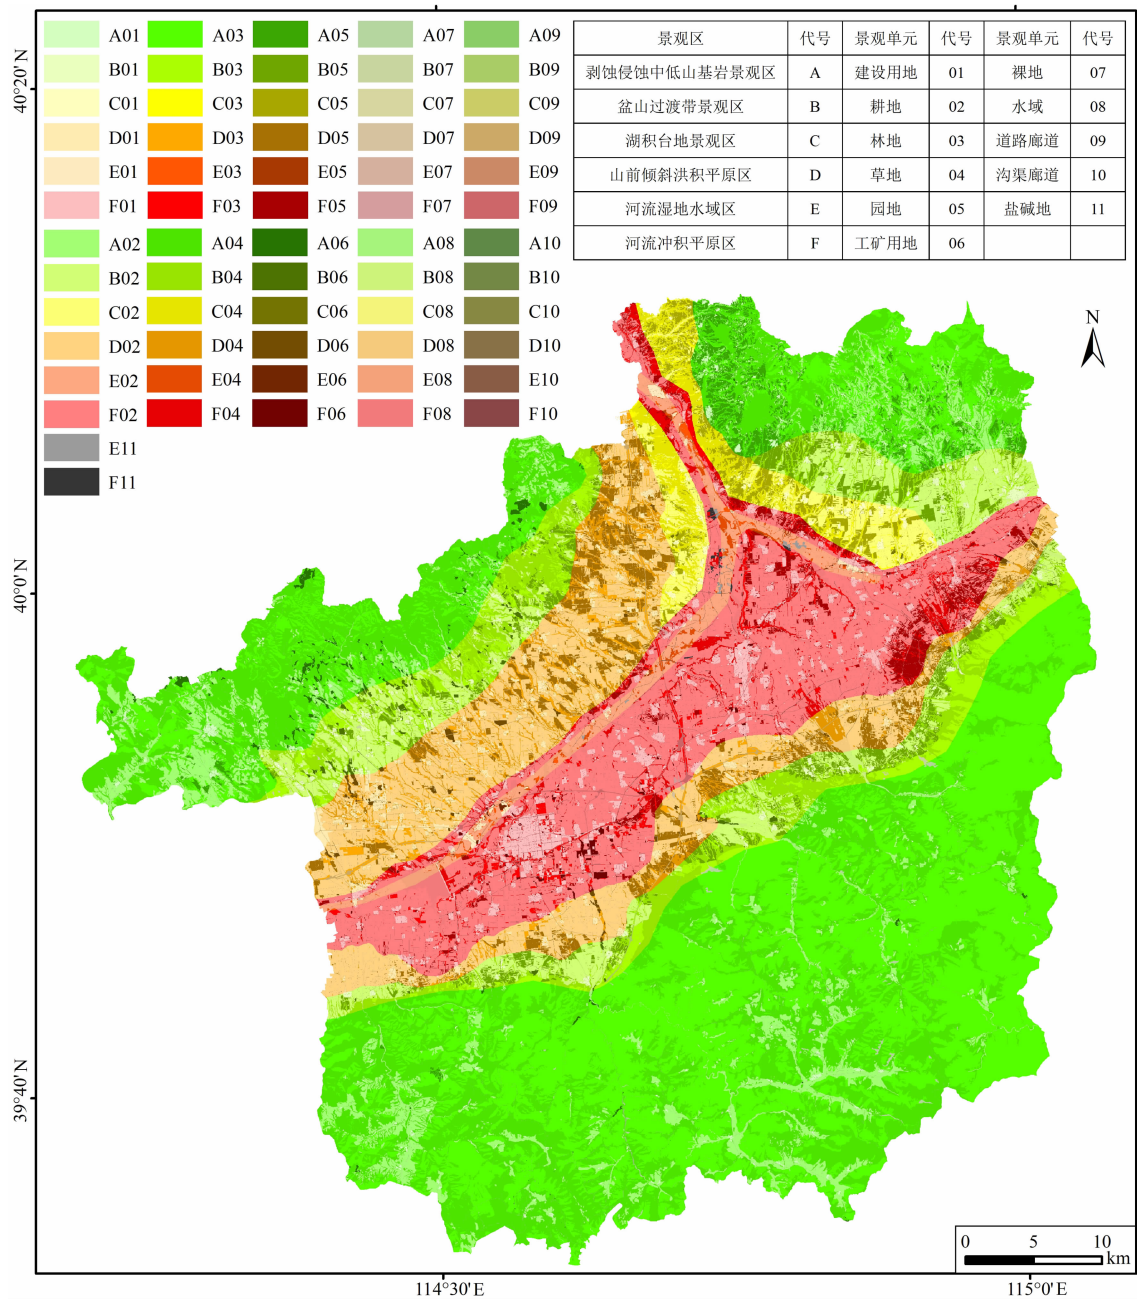 A01 A03 A05 A07 A09
B01 B03 B05 B07 B09
C01 C03 C05 C07 C09
D01 D03 D05 D07 D09
E01 E03 E05 E07 E09
F01 F03 F05 F07 F09
A02 A04 A06 A08 A10
B02 B04 B06 B08 B10
C02 C04 C06 C08 C10
D02 D04 D06 D08 D10
E02 E04 E06 E08 E10
F02 F04 F06 F08 F10
E11
F11
景观区 代号 景观单元 代号 景观单元 代号
剥蚀侵蚀中低山基岩景观区 A 建设用地 01 裸地 07
盆山过渡带景观区 B 耕地 02 水域 08
湖积台地景观区 C 林地 03 道路廊道 09
山前倾斜洪积平原区 D 草地 04 沟渠廊道 10
河流湿地水域区 E 园地 05 盐碱地 11
河流冲积平原区 F 工矿用地 06
N
40°20′ N
40°0′ N
39°40′ N
0 5 10
km
114°30′ E 115°0′ E